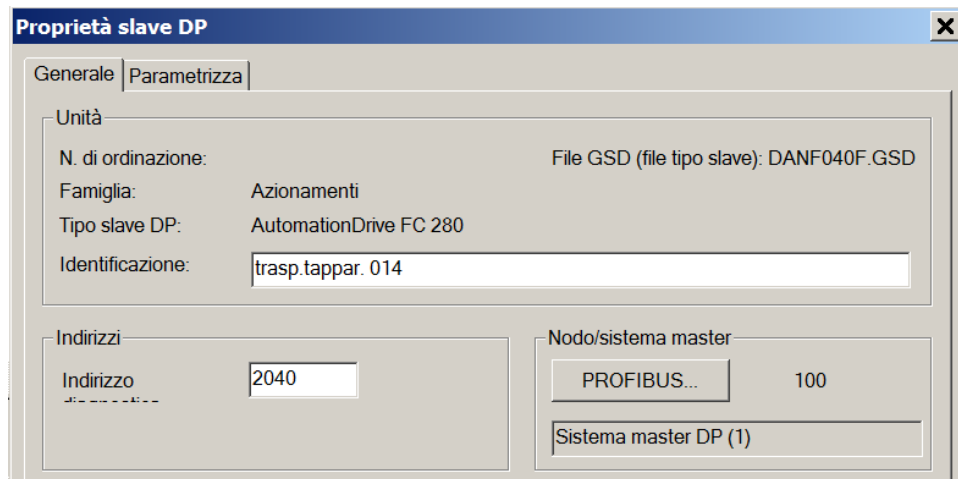 Proprietà slave DP
Generale
Parametrizza
Unità
N. di ordinazione:
File GSD (file tipo slave): DANF040F.GSD
Famiglia: Azionamenti
Tipo slave DP: AutomationDrive FC 280
Identificazione: trasp.tappar. 014
Indirizzi
Indirizzo
2040
Nodo/sistema master
PROFIBUS... 100
Sistema master DP (1)